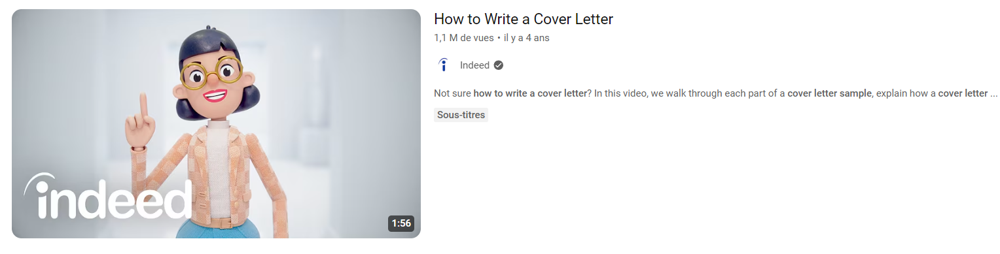 How to Write a Cover Letter
1,1 M de vues • il y a 4 ans
Indeed
Not sure how to write a cover letter? In this video, we walk through each part of a cover letter sample, explain how a cover letter ...
Sous-titres
indeed
1:56